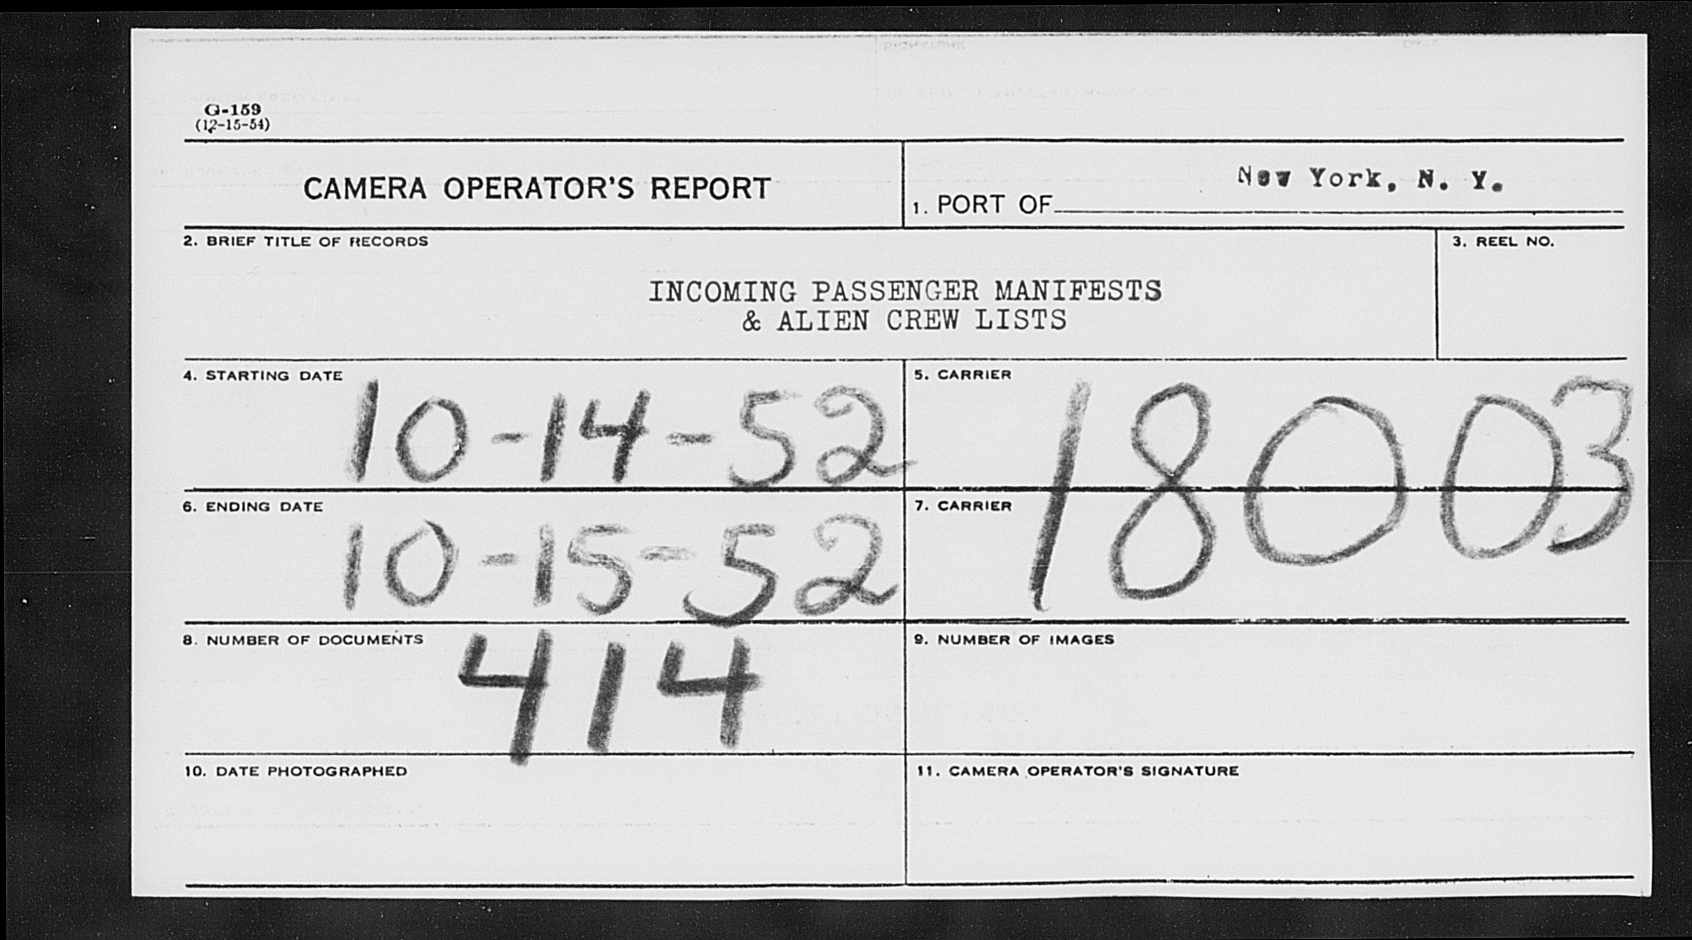 G-159
(12-15-54)
CAMERA OPERATOR'S REPORT
1. PORT OF New York, N. Y.
2. BRIEF TITLE OF RECORDS
3. REEL NO.
INCOMING PASSENGER MANIFESTS
& ALIEN CREW LISTS
4. STARTING DATE
10-14-52
5. CARRIER
18003
6. ENDING DATE
10-15-52
7. CARRIER
8. NUMBER OF DOCUMENTS
414
9. NUMBER OF IMAGES
10. DATE PHOTOGRAPHED
11. CAMERA OPERATOR'S SIGNATURE